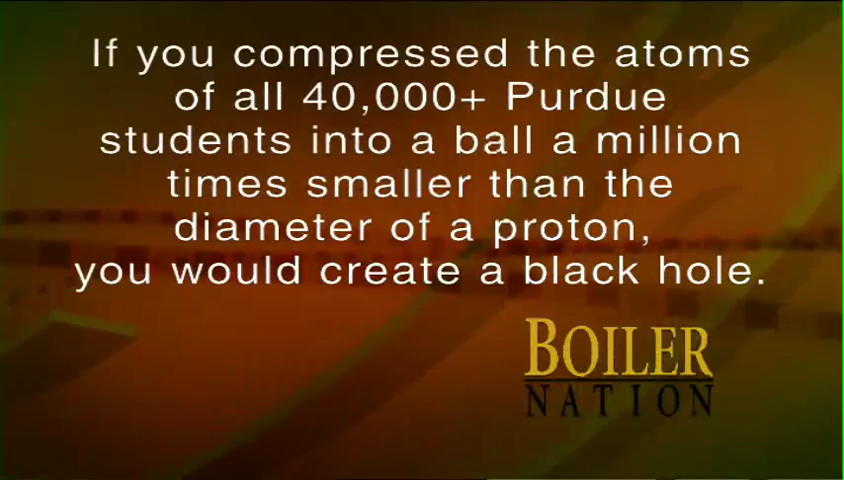 If you compressed the atoms
of all 40,000+ Purdue
students into a ball a million
times smaller than the
diameter of a proton,
you would create a black hole.
BOILER
NATION